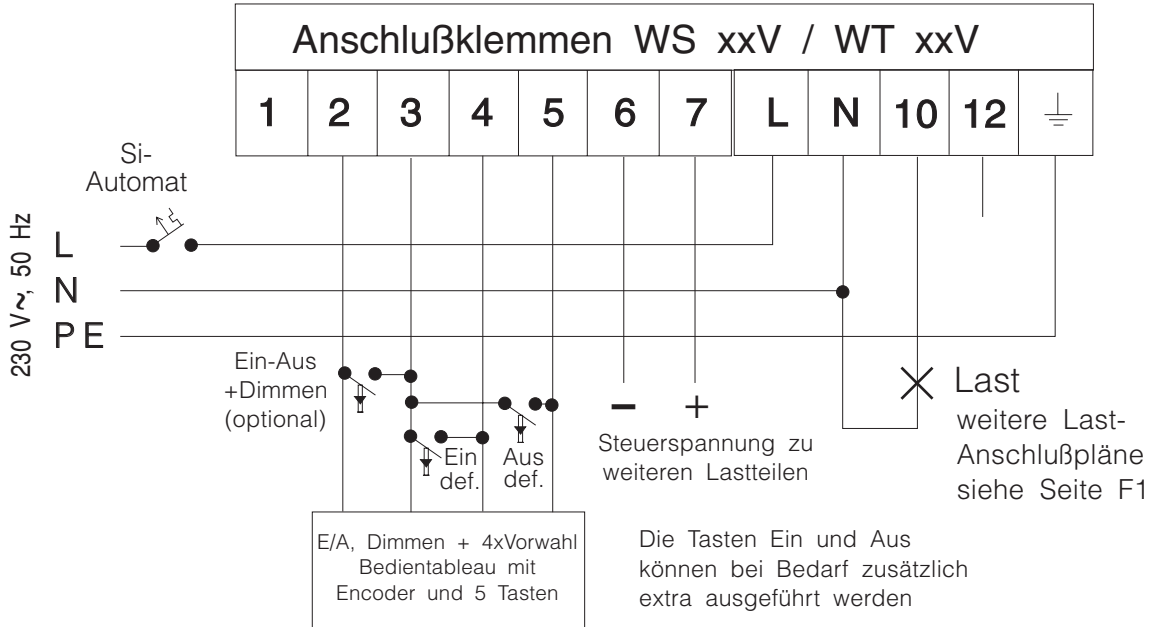 Anschlußklemmen WS xxV / WT xxV
1 2 3 4 5 6 7 L N 10 12
Si-
Automat
230 V~, 50 Hz
L
N
PE
Ein-Aus
+Dimmen
(optional)
Ein
def.
Aus
def.
− +
Steuerspannung zu
weiteren Lastteilen
Last
weitere Last-
Anschlußpläne
siehe Seite F1
E/A, Dimmen + 4xVorwahl
Bedientableau mit
Encoder und 5 Tasten
Die Tasten Ein und Aus
können bei Bedarf zusätzlich
extra ausgeführt werden